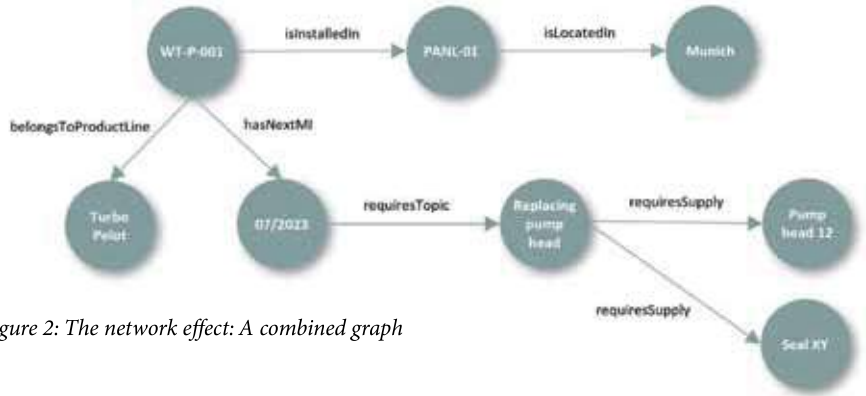 isInstalledIn
isLocatedIn
WT-P-001
PANL-01
Munich
belongsToProductLine
hasNextMI
requiresTopic
requiresSupply
Turbo
Pelot
07/2023
Replacing
pump
head
Pump
head 12
requiresSupply
gure 2: The network effect: A combined graph
Seal XY